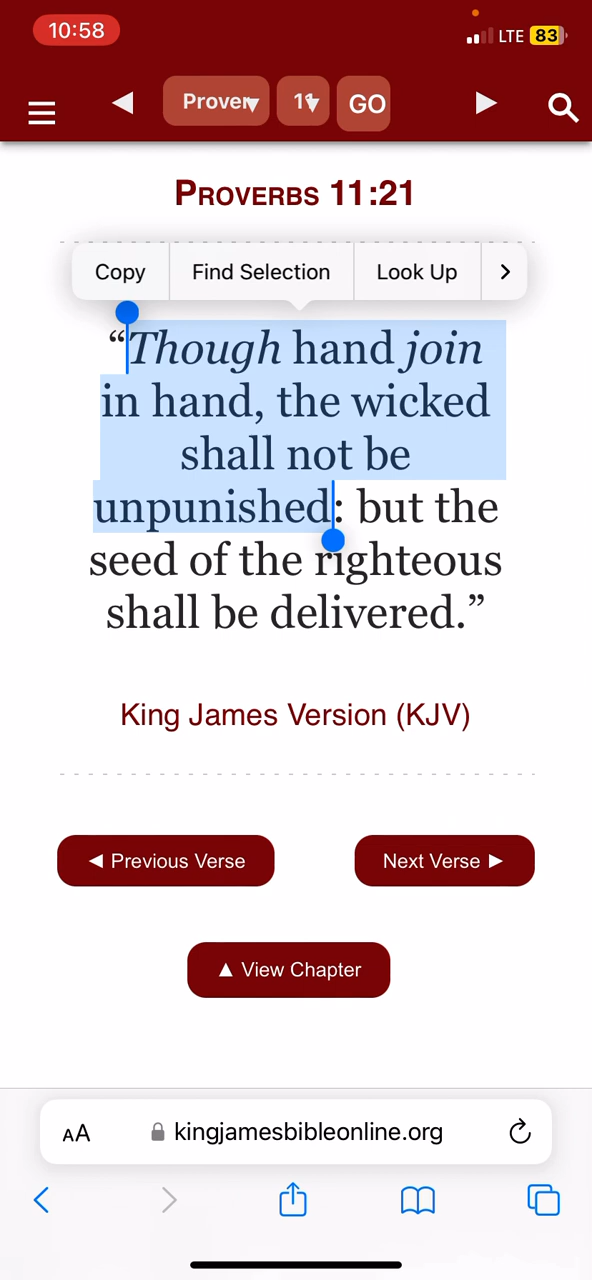 10:58 LTE 83
Prover 11 GO
PROVERBS 11:21
Copy Find Selection Look Up
“Though hand join
in hand, the wicked
shall not be
unpunished: but the
seed of the righteous
shall be delivered.”
King James Version (KJV)
◄ Previous Verse Next Verse ►
▲ View Chapter
AA kingjamesbibleonline.org